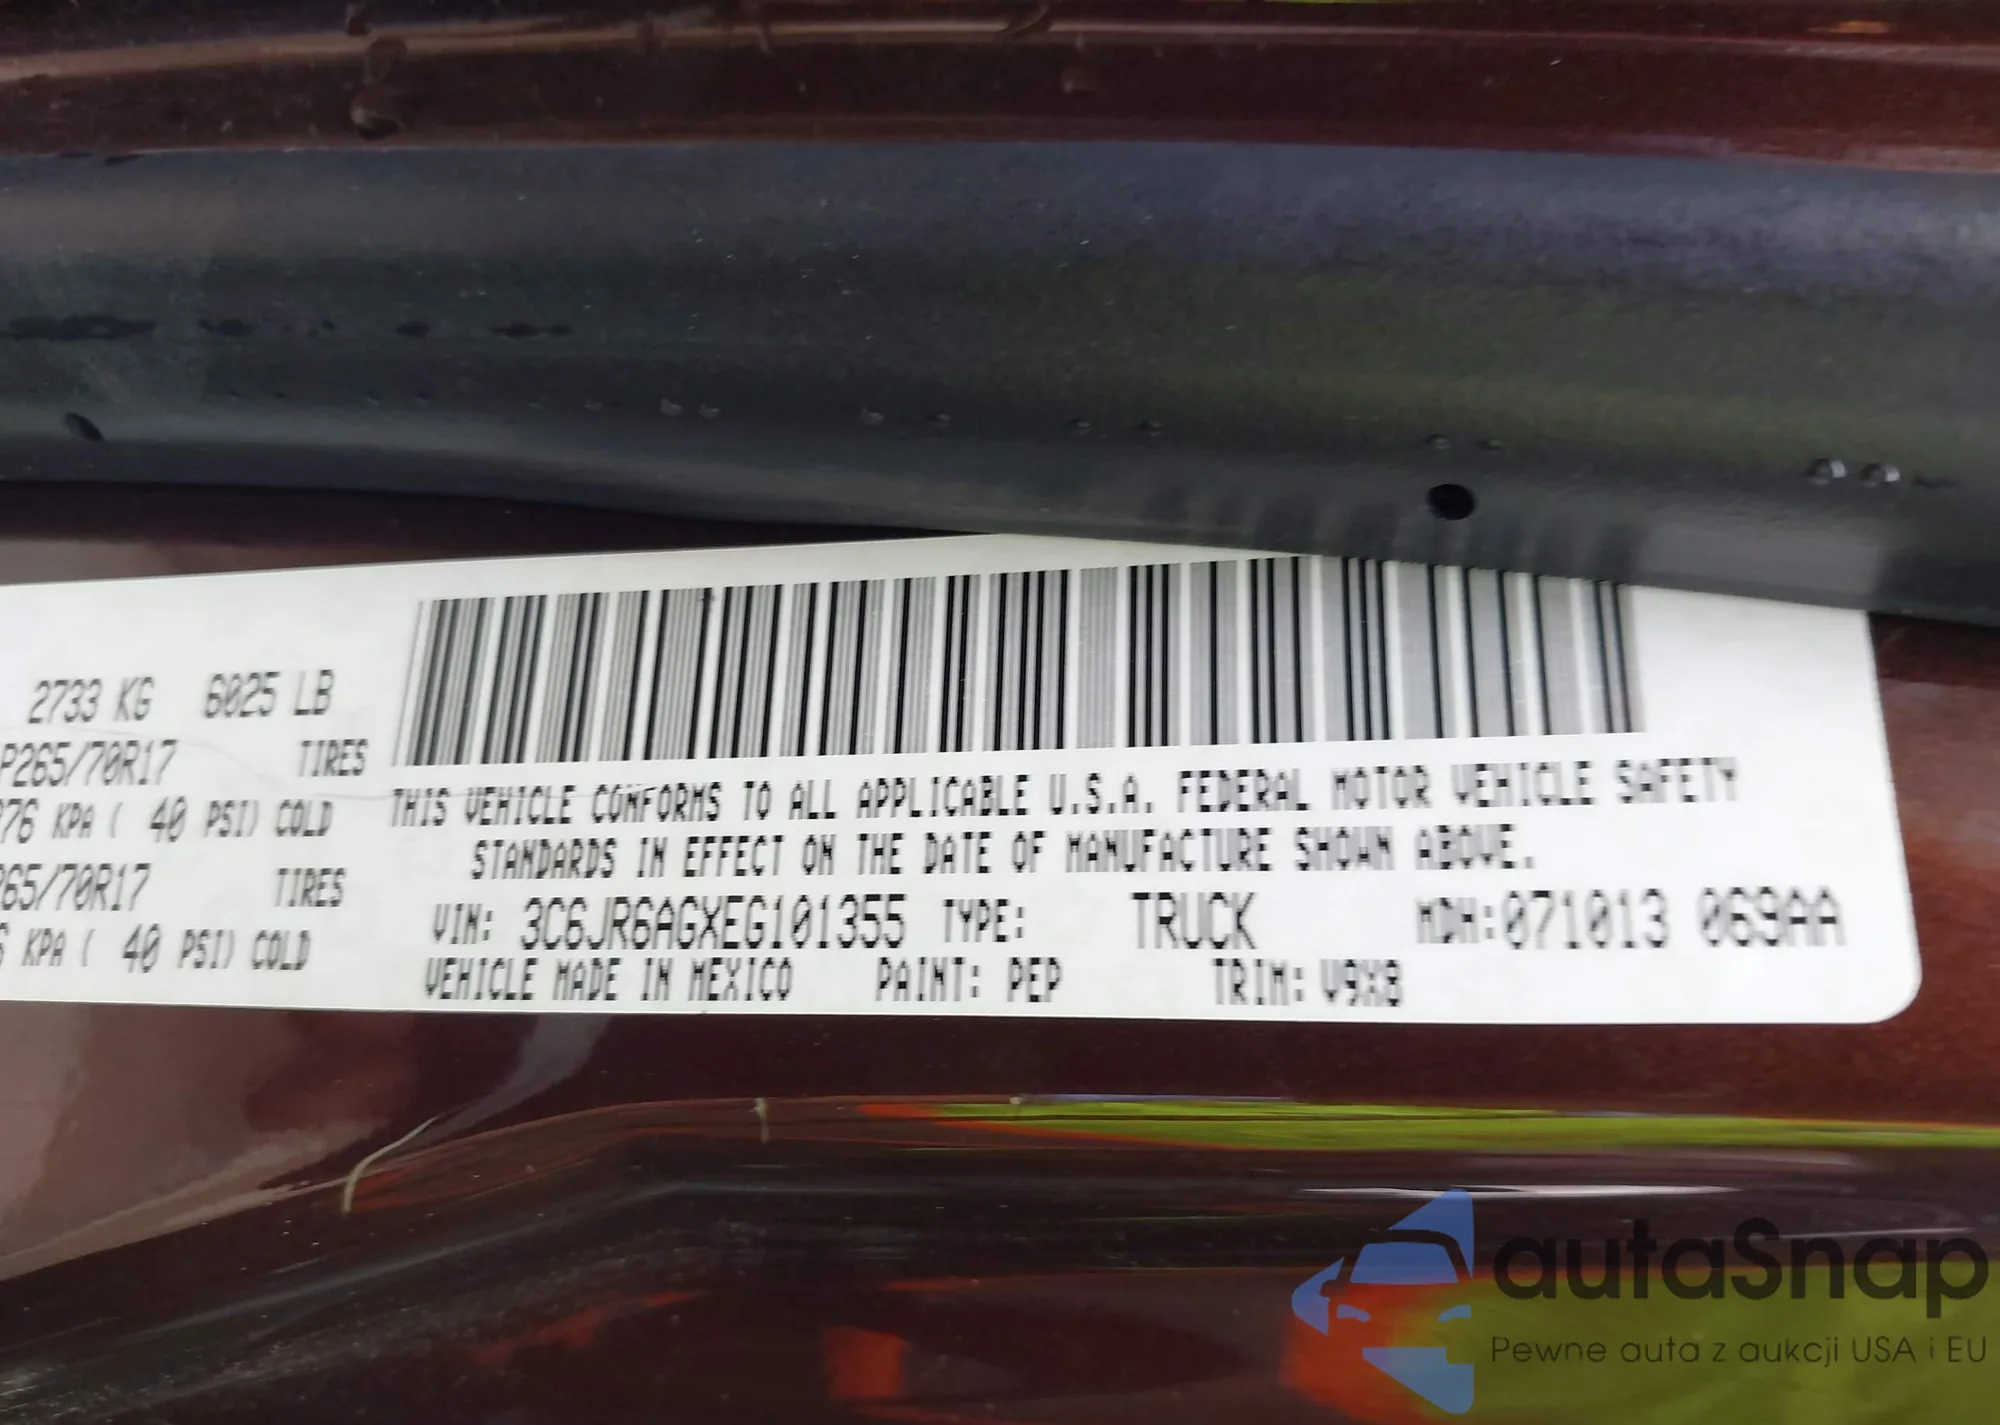 2733 KG 6025 LB
P265/70R17 TIRES
76 KPA ( 40 PSI) COLD
65/70R17 TIRES
KPA ( 40 PSI) COLD
THIS VEHICLE CONFORMS TO ALL APPLICABLE U.S.A. FEDERAL MOTOR VEHICLE SAFETY
STANDARDS IN EFFECT ON THE DATE OF MANUFACTURE SHOWN ABOVE.
VIN: 3C6JR6AGXEG101355 TYPE: TRUCK MDH:071013 069AA
VEHICLE MADE IN MEXICO PAINT: PEP TRIM: V9X8
autaSnap
Pewne auta z aukcji USA i EU